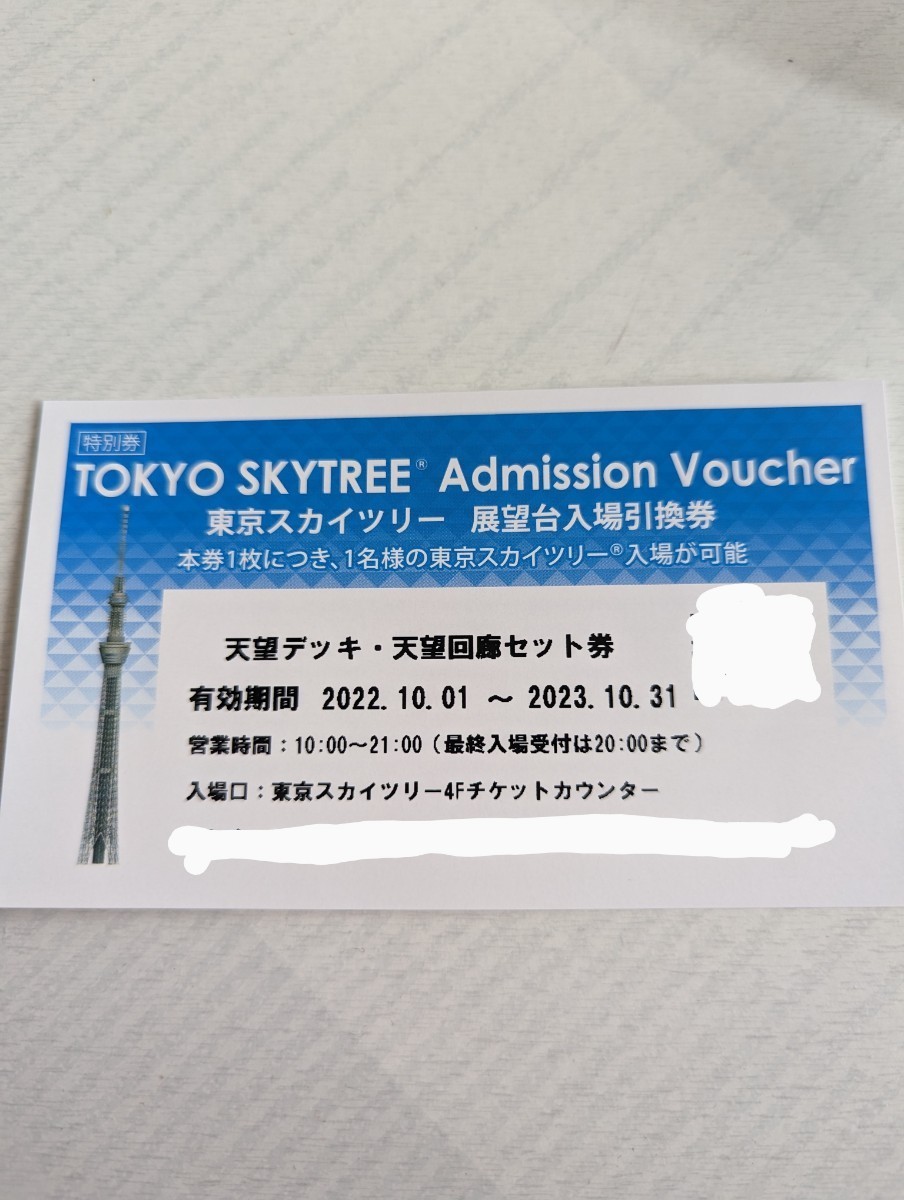 特別券
TOKYO SKYTREE® Admission Voucher
東京スカイツリー 展望台入場引換券
本券1枚につき、1名様の東京スカイツリー®入場が可能
天望デッキ・天望回廊セット券
有効期間 2022.10.01 ～ 2023.10.31
営業時間：10:00～21:00（最終入場受付は20:00まで）
入場口：東京スカイツリー4Fチケットカウンター